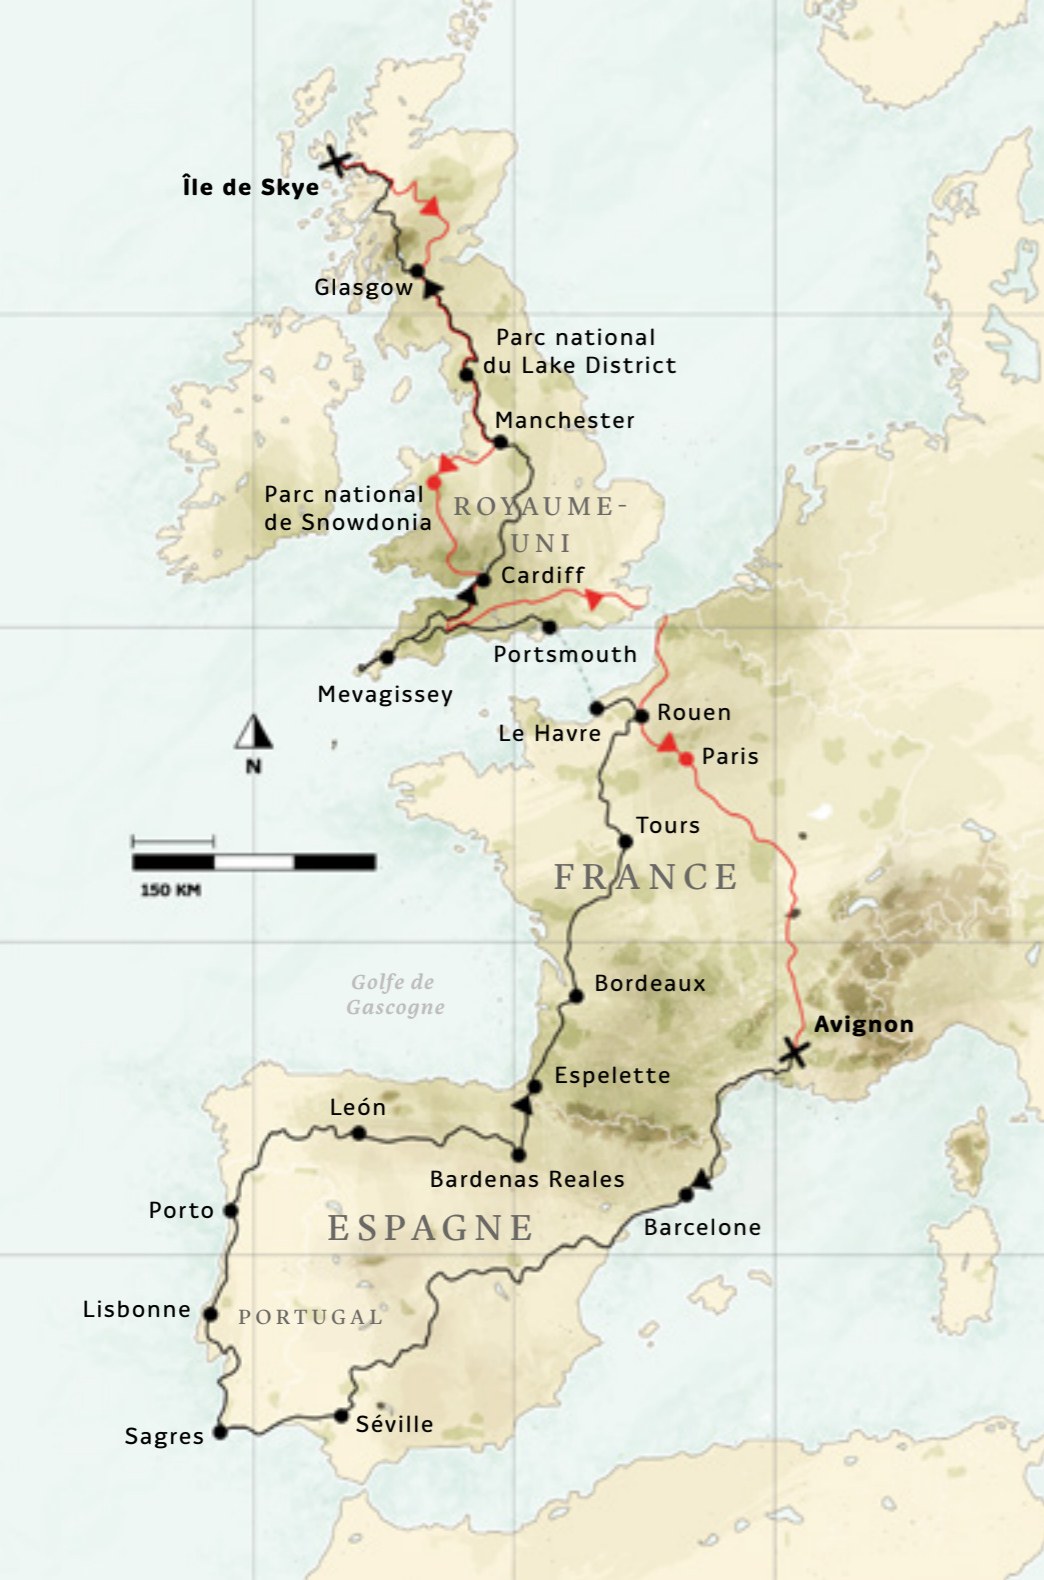 Île de Skye
Glasgow
Parc national
du Lake District
Manchester
Parc national
de Snowdonia
ROYAUME-
UNI
Cardiff
Portsmouth
Mevagissey
Rouen
Le Havre
Paris
N
Tours
FRANCE
150 KM
Golfe de
Gascogne
Bordeaux
Avignon
Espelette
León
Bardenas Reales
Porto
ESPAGNE
Barcelone
Lisbonne
PORTUGAL
Séville
Sagres